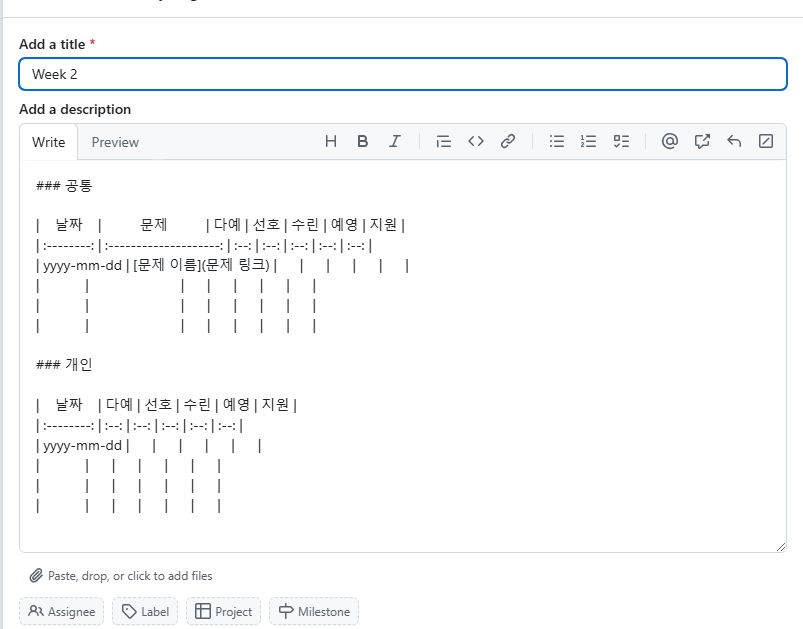 Add a title *
Week 2
Add a description
Write Preview
### 공통
| 날짜 | 문제 | 다예 | 선호 | 수린 | 예영 | 지원 |
| :--------: | :---------------------: | :--: | :--: | :--: | :--: | :--: |
| yyyy-mm-dd | [문제 이름](문제 링크) | | | | | |
| | | | | | | |
| | | | | | | |
| | | | | | | |
### 개인
| 날짜 | 다예 | 선호 | 수린 | 예영 | 지원 |
| :--------: | :--: | :--: | :--: | :--: | :--: |
| yyyy-mm-dd | | | | | |
| | | | | | |
| | | | | | |
| | | | | | |
Paste, drop, or click to add files
Assignee Label Project Milestone